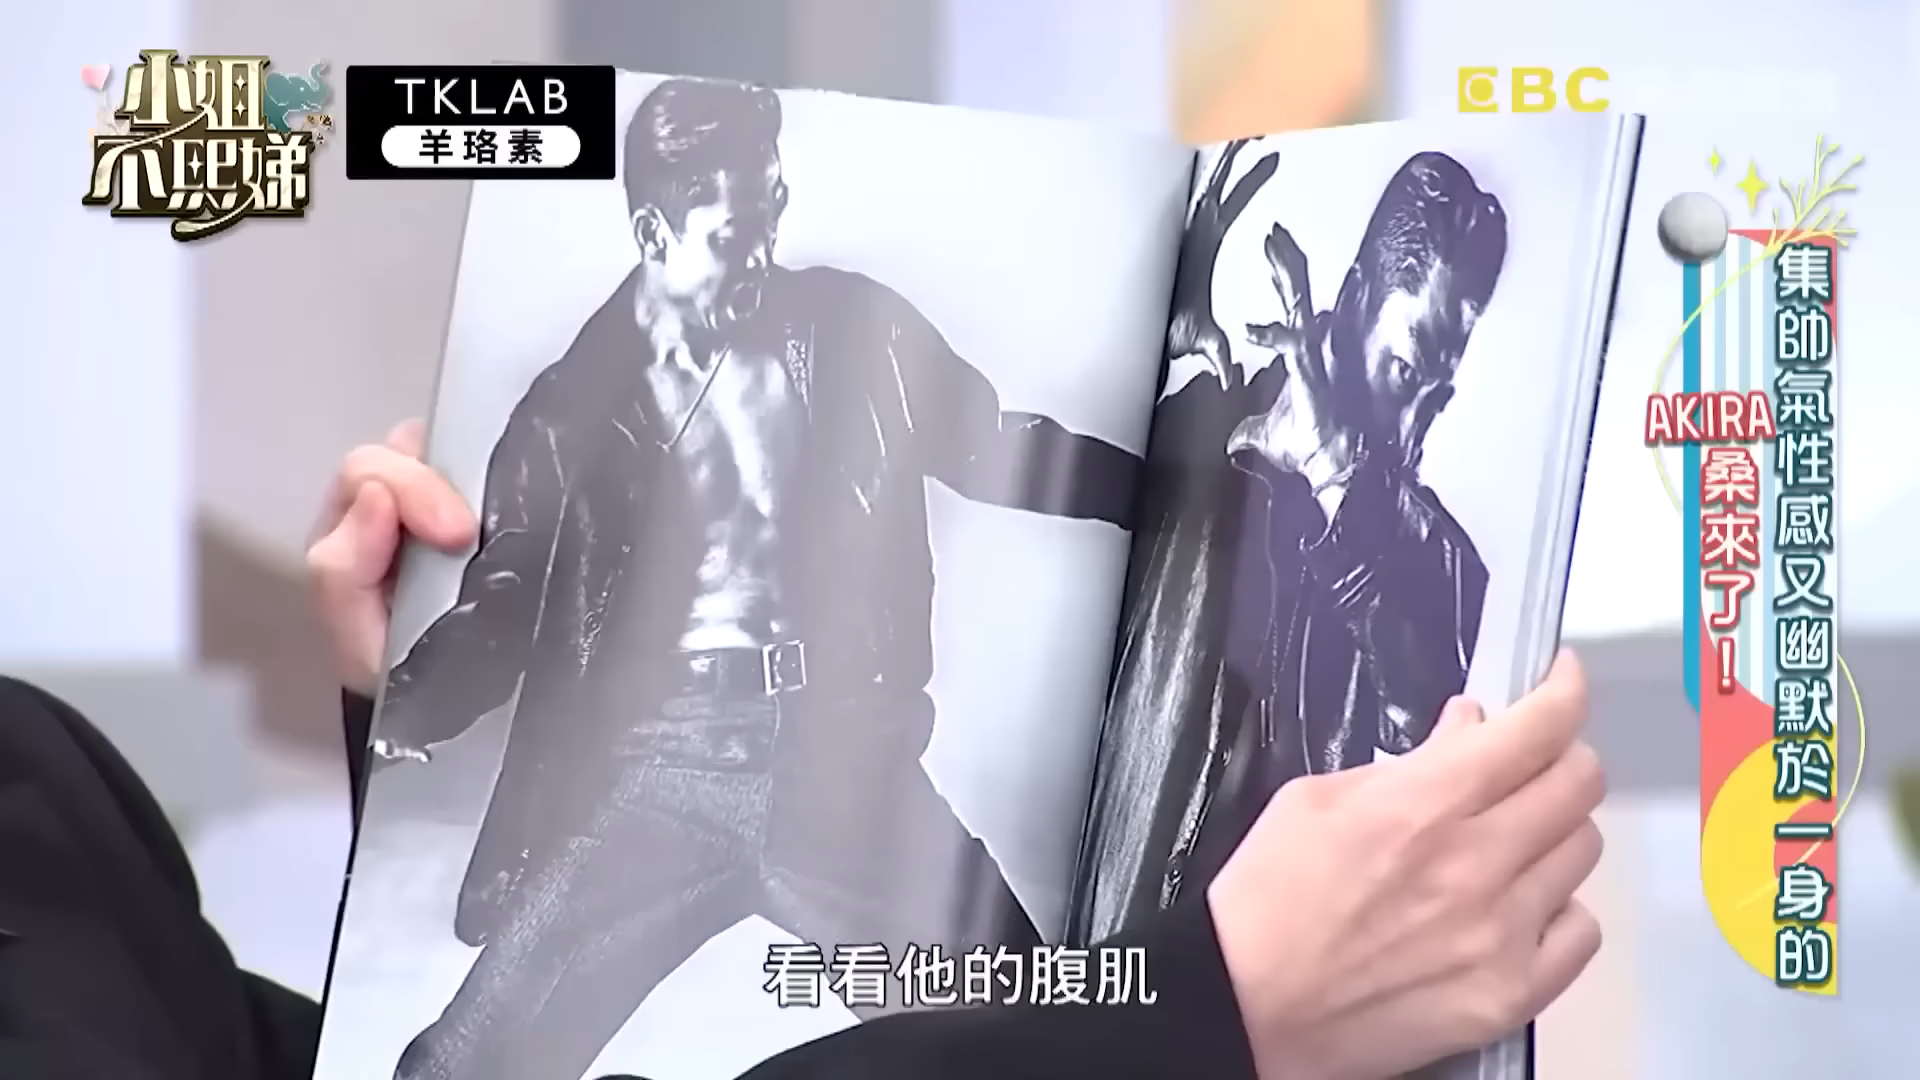 小姐
不熙娣
TKLAB
羊珞素
EBC
集帥氣性感又幽默於一身的
AKIRA桑來了!
看看他的腹肌